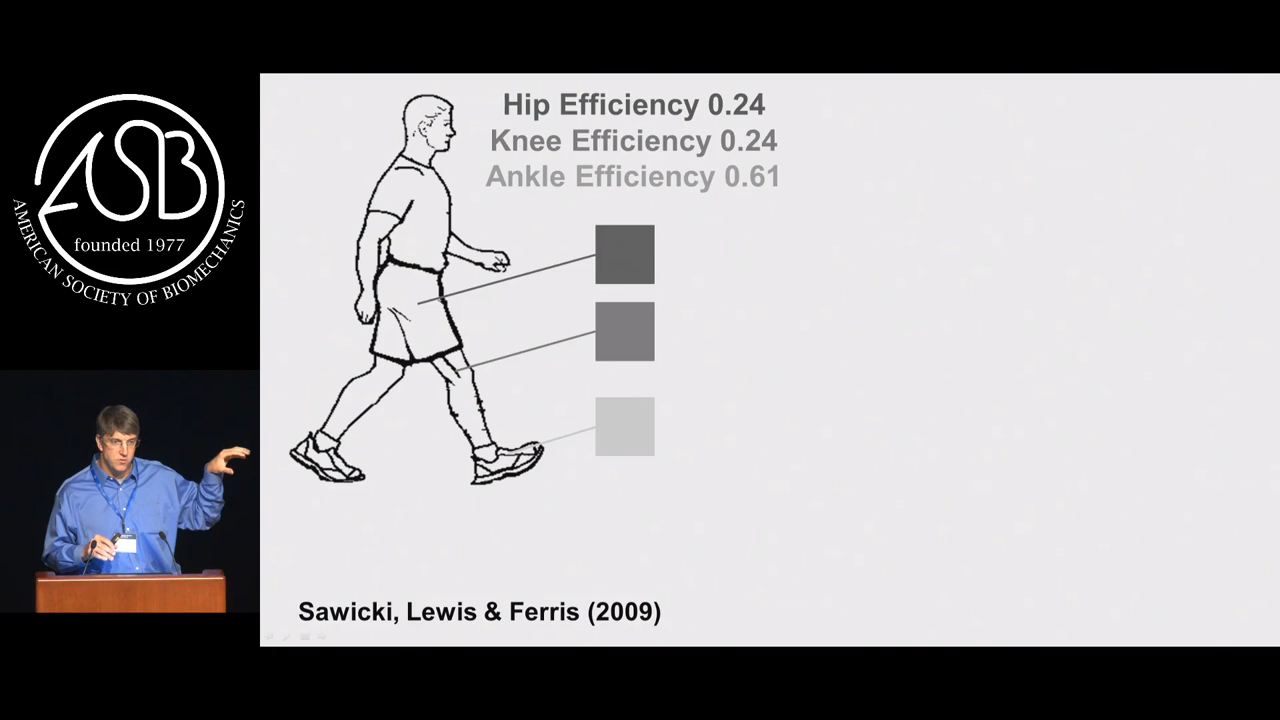 ASB
founded 1977
AMERICAN SOCIETY OF BIOMECHANICS
Hip Efficiency 0.24
Knee Efficiency 0.24
Ankle Efficiency 0.61
Sawicki, Lewis & Ferris (2009)